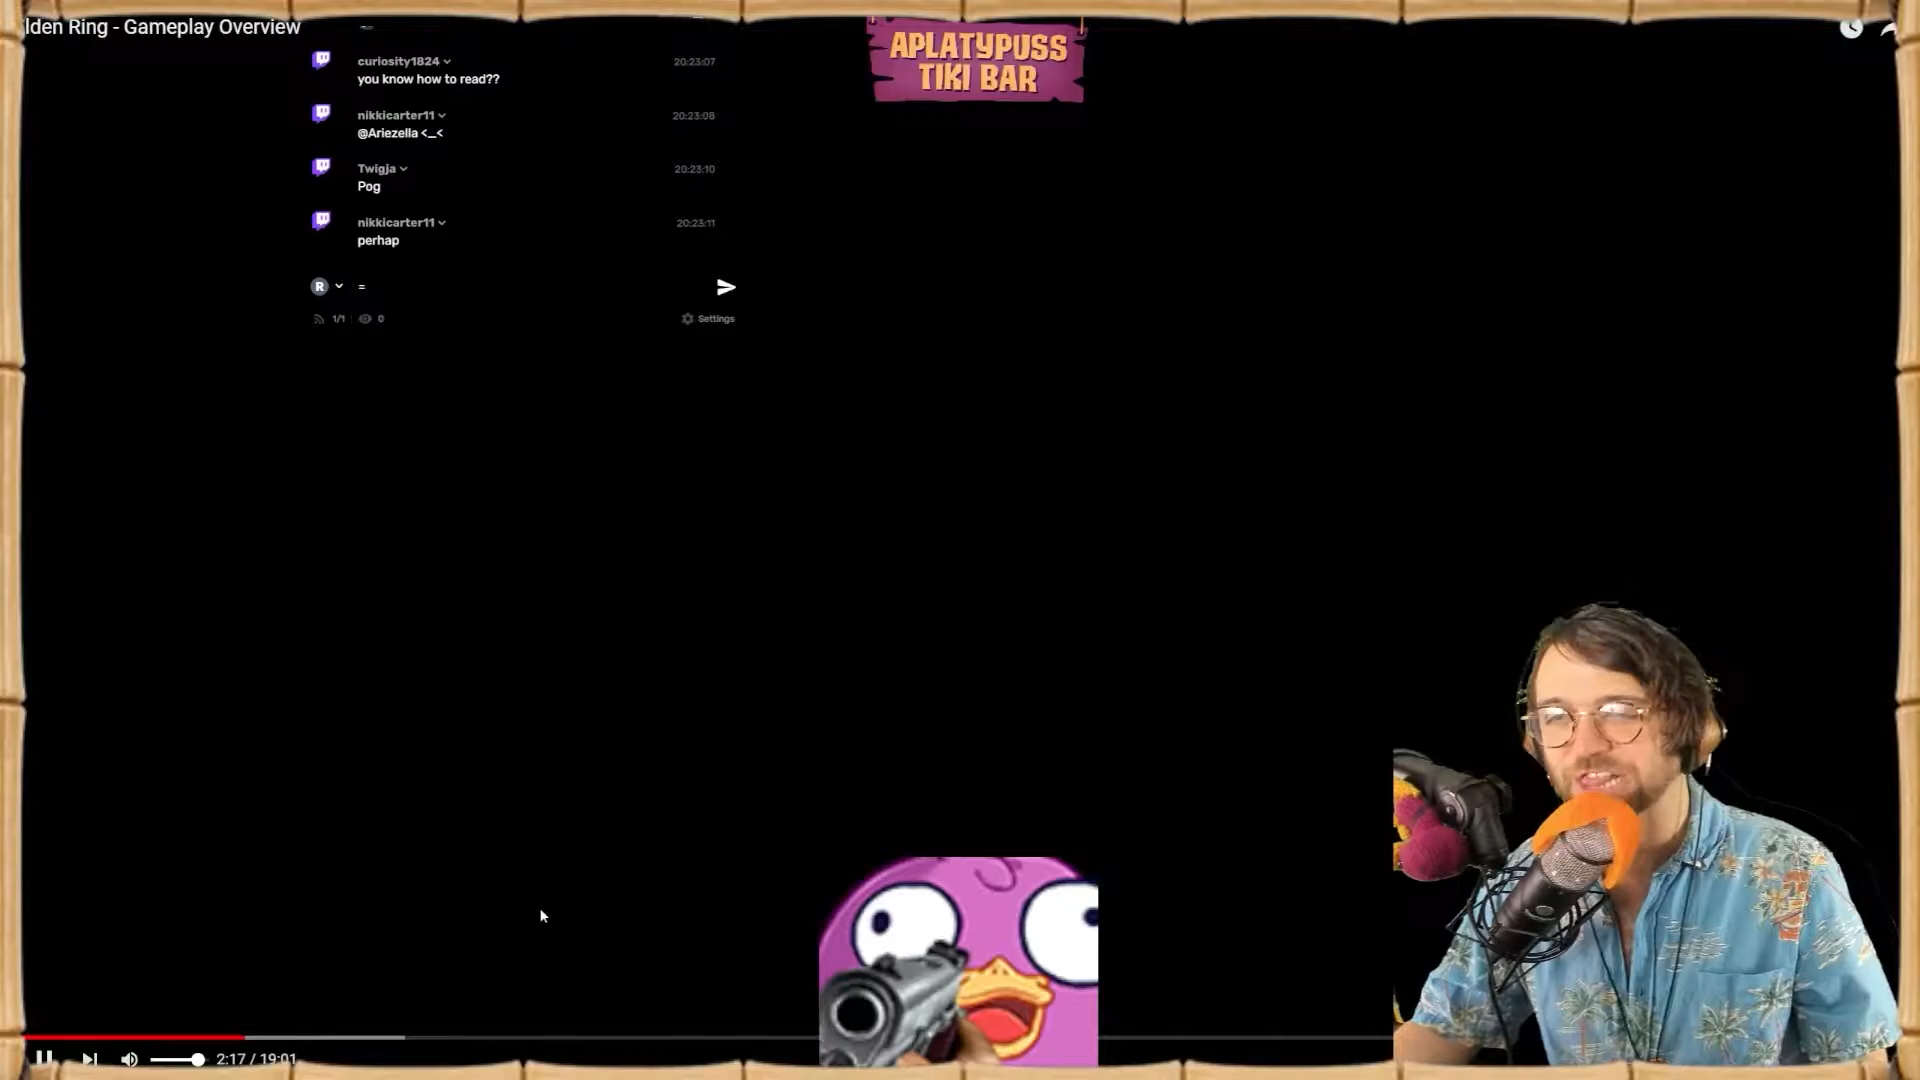 lden Ring - Gameplay Overview
APLATYPUSS
TIKI BAR
curiosity1824 20:23:07
you know how to read??
nikkicarter11 20:23:08
@Ariezella <_<
Twigja 20:23:10
Pog
nikkicarter11 20:23:11
perhap
R =
1/1 0 Settings
2:17 / 19:01